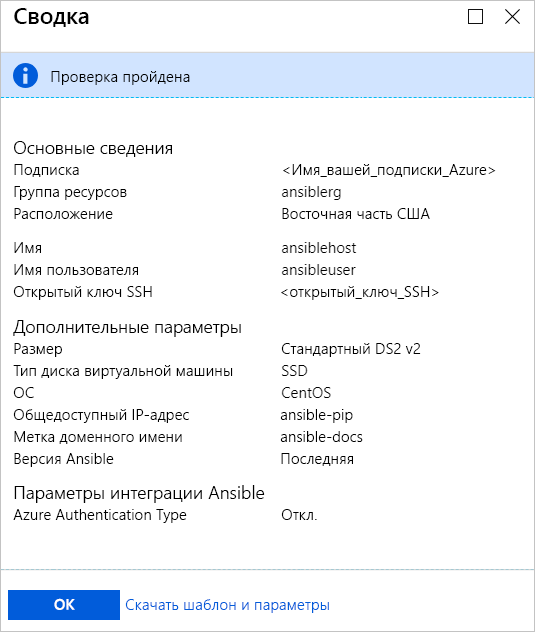 Сводка
Проверка пройдена
Основные сведения
Подписка <Имя_вашей_подписки_Azure>
Группа ресурсов ansiblerg
Расположение Восточная часть США
Имя ansiblehost
Имя пользователя ansibleuser
Открытый ключ SSH <открытый_ключ_SSH>
Дополнительные параметры
Размер Стандартный DS2 v2
Тип диска виртуальной машины SSD
ОС CentOS
Общедоступный IP-адрес ansible-pip
Метка доменного имени ansible-docs
Версия Ansible Последняя
Параметры интеграции Ansible
Azure Authentication Type Откл.
ОК Скачать шаблон и параметры